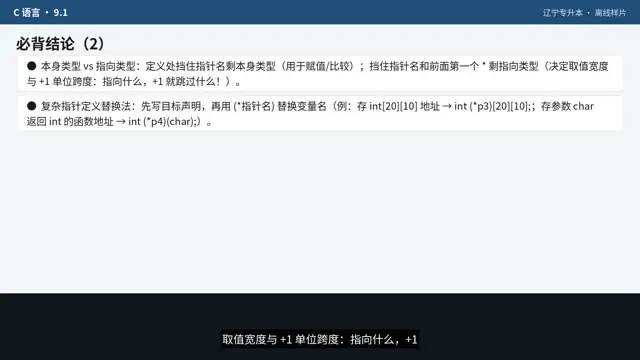 C 语言 • 9.1
辽宁专升本 • 离线样片
必背结论（2）
● 本身类型 vs 指向类型：定义处挡住指针名剩本身类型（用于赋值/比较）；挡住指针名和前面第一个 * 剩指向类型（决定取值宽度
与 +1 单位跨度：指向什么，+1 就跳过什么！）。
● 复杂指针定义替换法：先写目标声明，再用 (*指针名) 替换变量名（例：存 int[20][10] 地址 → int (*p3)[20][10];；存参数 char
返回 int 的函数地址 → int (*p4)(char);）。
取值宽度与 +1 单位跨度：指向什么，+1